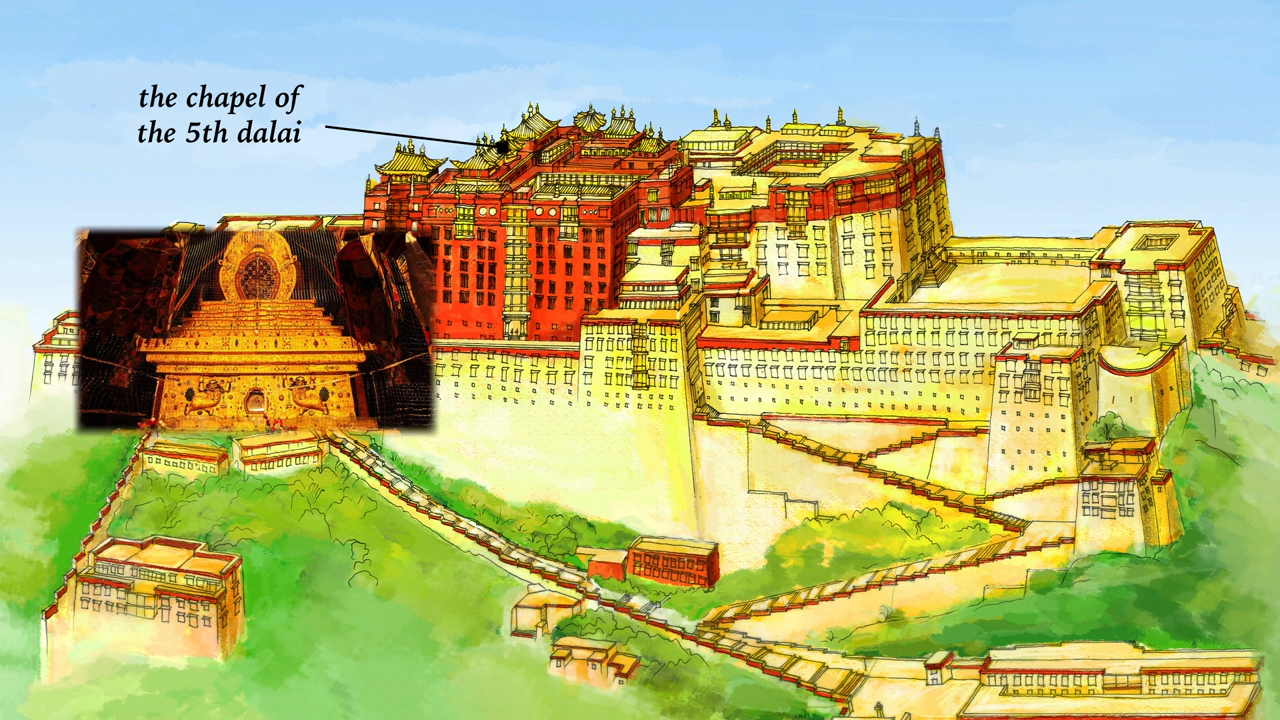 the chapel of
the 5th dalai